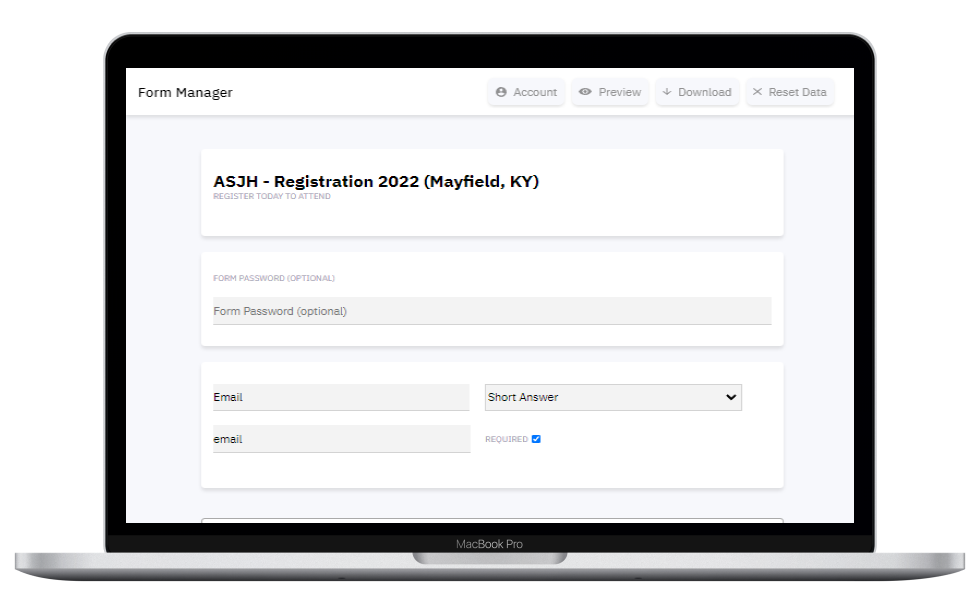 Form Manager
Account
Preview
Download
Reset Data
ASJH - Registration 2022 (Mayfield, KY)
REGISTER TODAY TO ATTEND
FORM PASSWORD (OPTIONAL)
Form Password (optional)
Email
Short Answer
email
REQUIRED
MacBook Pro